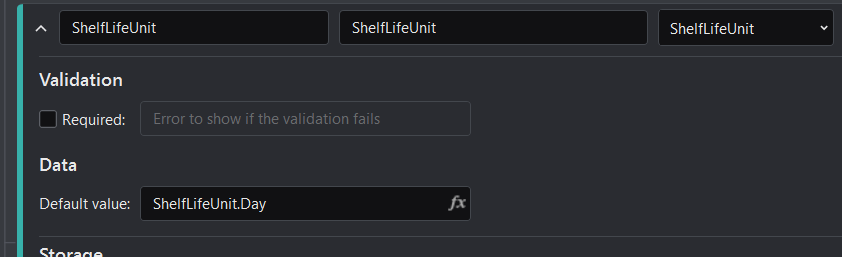 ShelfLifeUnit ShelfLifeUnit ShelfLifeUnit
Validation
Required: Error to show if the validation fails
Data
Default value: ShelfLifeUnit.Day fx
Storage